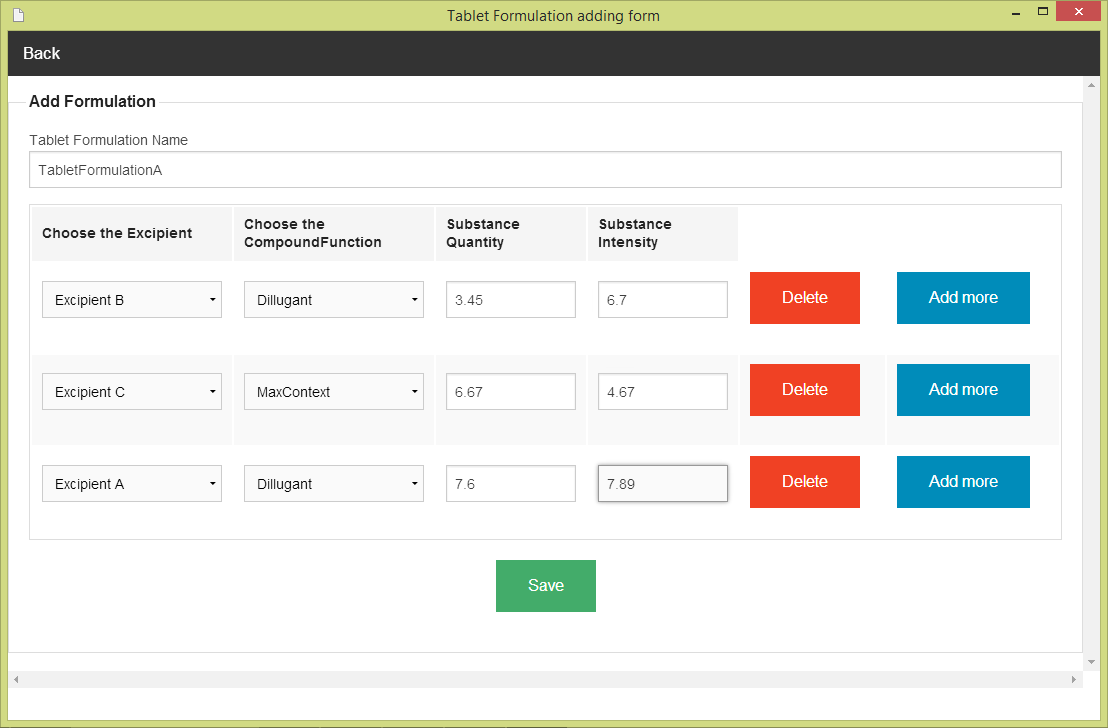 Tablet Formulation adding form
Back
Add Formulation
Tablet Formulation Name
TabletFormulationA
Choose the Excipient
Choose the
CompoundFunction
Substance
Quantity
Substance
Intensity
Excipient B
Dillugant
3.45
6.7
Delete
Add more
Excipient C
MaxContext
6.67
4.67
Delete
Add more
Excipient A
Dillugant
7.6
7.89
Delete
Add more
Save